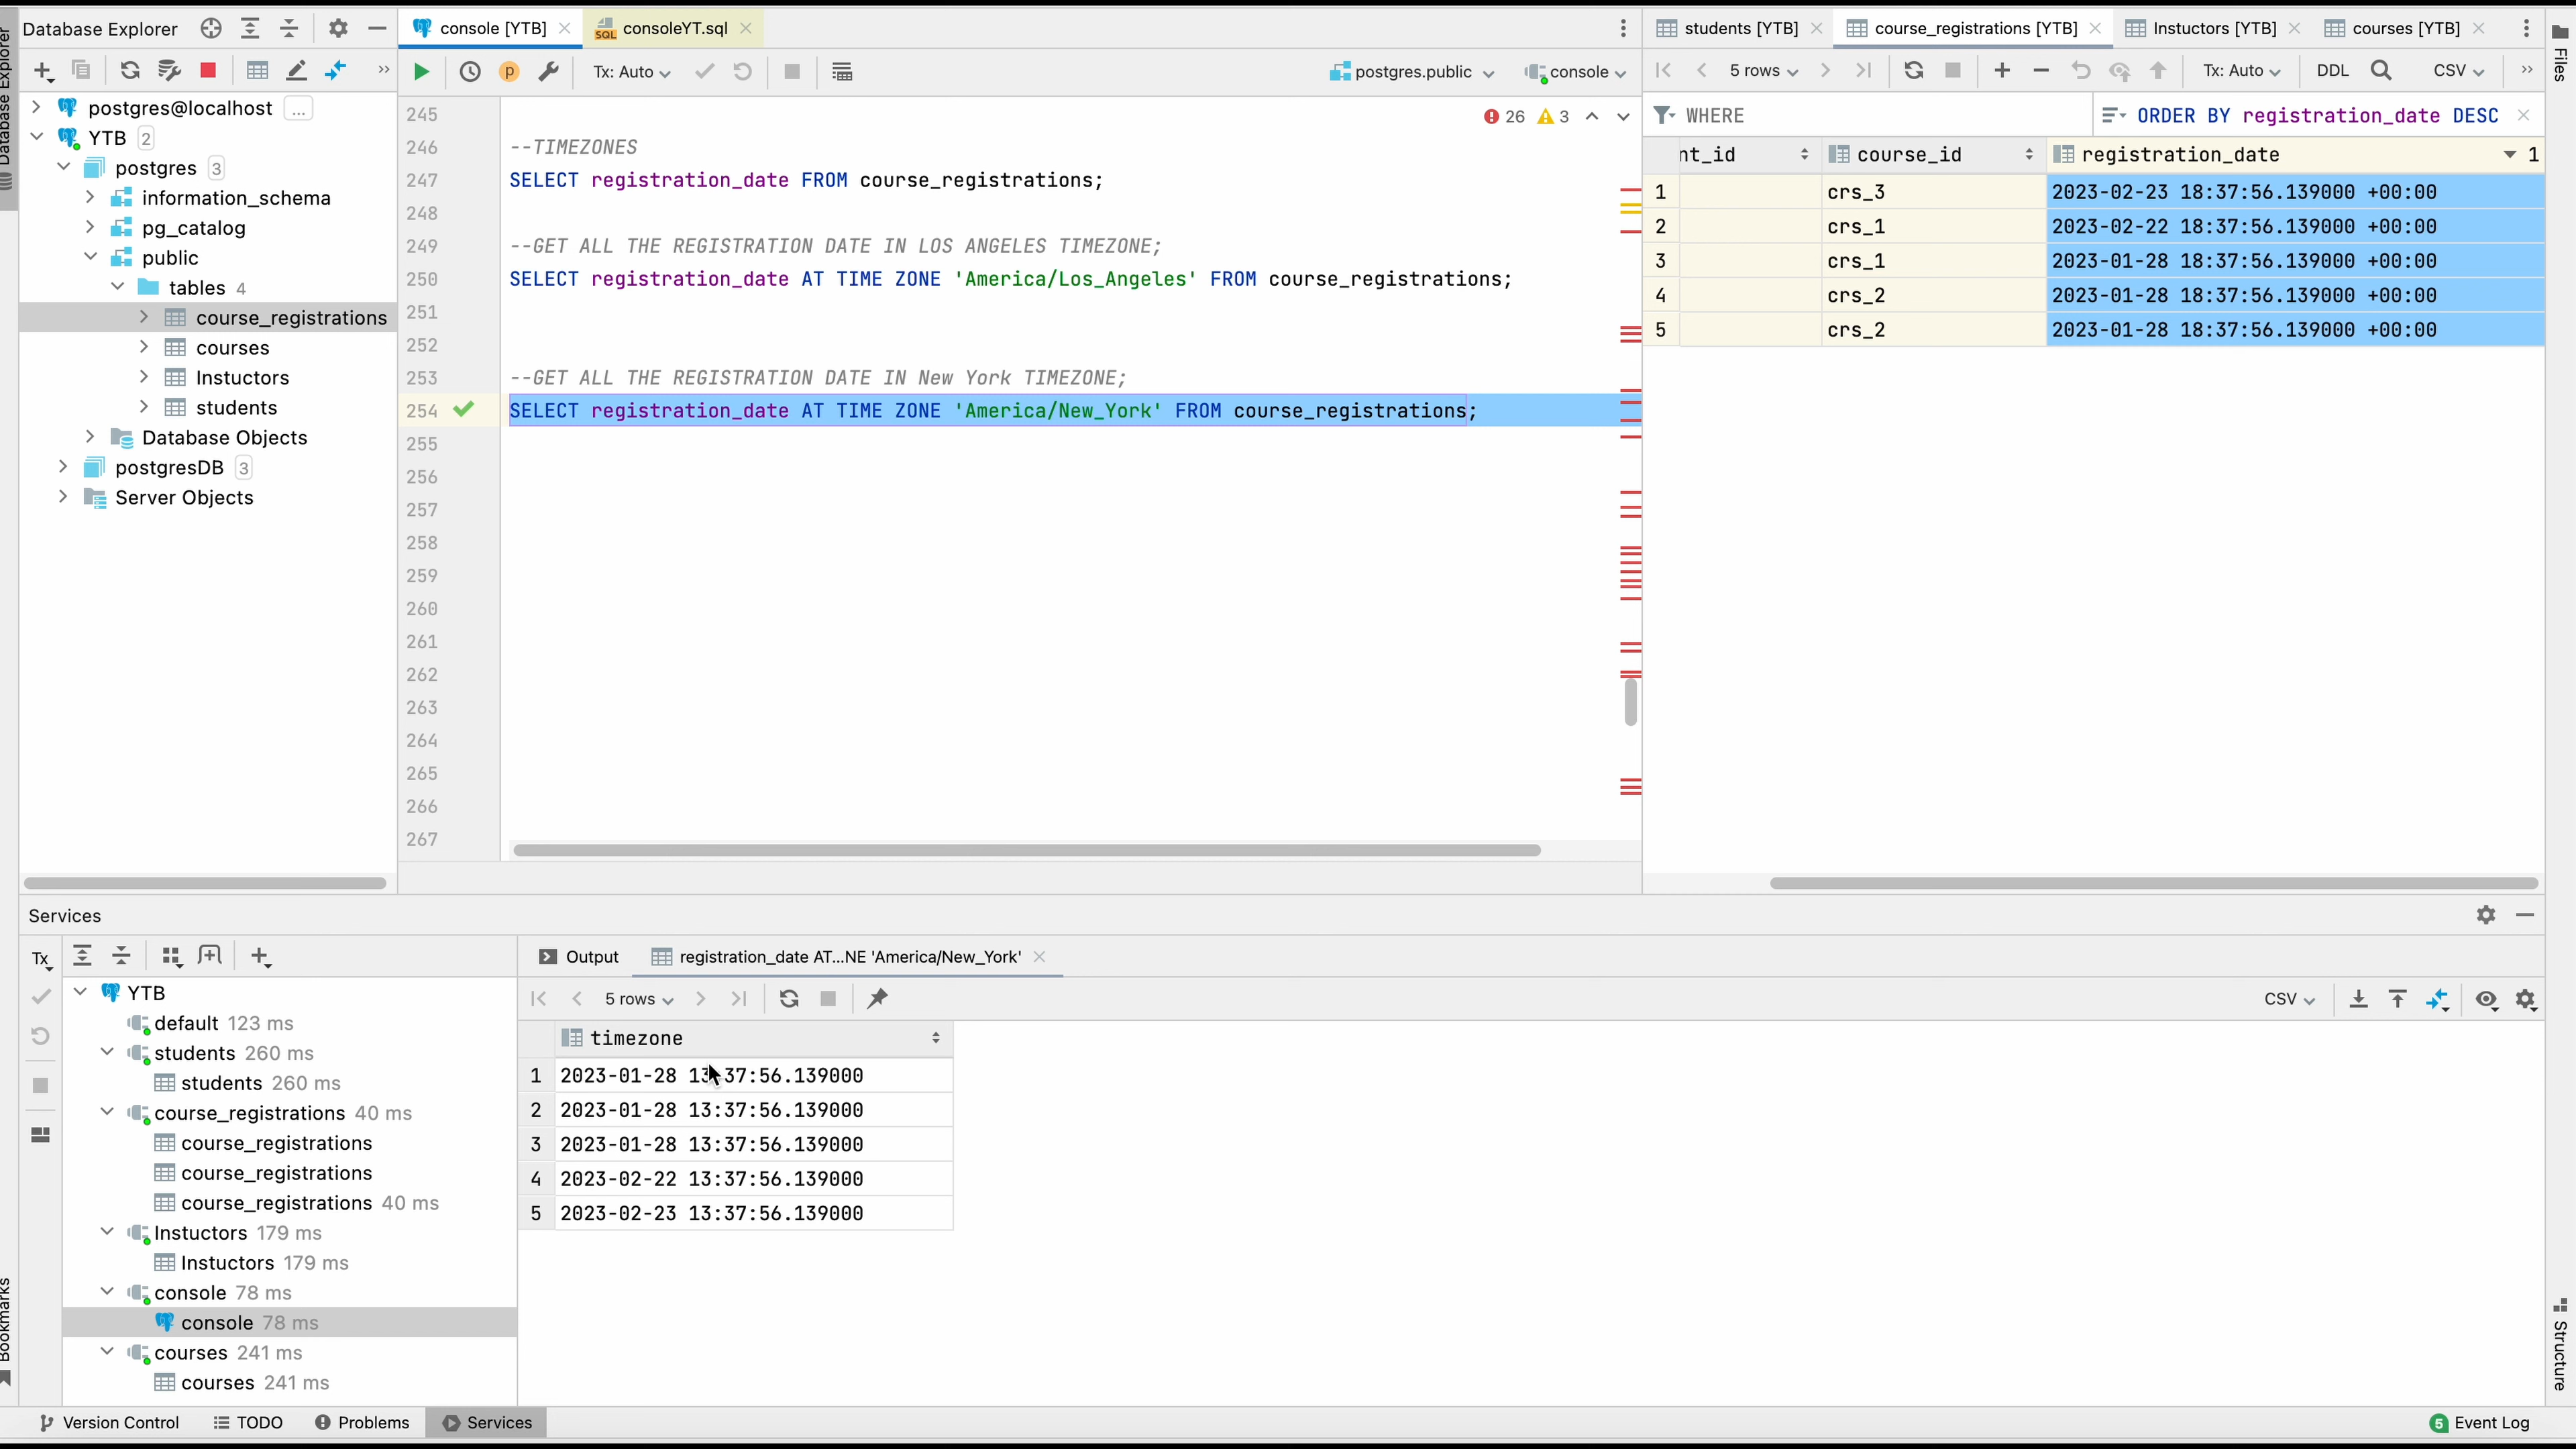 Database Explorer
postgres@localhost ...
YTB 2
postgres 3
information_schema
pg_catalog
public
tables 4
course_registrations
courses
Instuctors
students
Database Objects
postgresDB 3
Server Objects
console [YTB]
consoleYT.sql
p
Tx: Auto
postgres.public
console
26 3
245
246 --TIMEZONES
247 SELECT registration_date FROM course_registrations;
248
249 --GET ALL THE REGISTRATION DATE IN LOS ANGELES TIMEZONE;
250 SELECT registration_date AT TIME ZONE 'America/Los_Angeles' FROM course_registrations;
251
252
253 --GET ALL THE REGISTRATION DATE IN New York TIMEZONE;
254 SELECT registration_date AT TIME ZONE 'America/New_York' FROM course_registrations;
255
256
257
258
259
260
261
262
263
264
265
266
267
students [YTB]
course_registrations [YTB]
Instuctors [YTB]
courses [YTB]
5 rows
Tx: Auto
DDL
CSV
WHERE
ORDER BY registration_date DESC
nt_id course_id registration_date 1
1 crs_3 2023-02-23 18:37:56.139000 +00:00
2 crs_1 2023-02-22 18:37:56.139000 +00:00
3 crs_1 2023-01-28 18:37:56.139000 +00:00
4 crs_2 2023-01-28 18:37:56.139000 +00:00
5 crs_2 2023-01-28 18:37:56.139000 +00:00
Files
Database Explorer
Services
Tx
YTB
default 123 ms
students 260 ms
students 260 ms
course_registrations 40 ms
course_registrations
course_registrations
course_registrations 40 ms
Instuctors 179 ms
Instuctors 179 ms
console 78 ms
console 78 ms
courses 241 ms
courses 241 ms
Output
registration_date AT...NE 'America/New_York'
5 rows
CSV
timezone
1 2023-01-28 13:37:56.139000
2 2023-01-28 13:37:56.139000
3 2023-01-28 13:37:56.139000
4 2023-02-22 13:37:56.139000
5 2023-02-23 13:37:56.139000
Bookmarks
Structure
Version Control
TODO
Problems
Services
5 Event Log